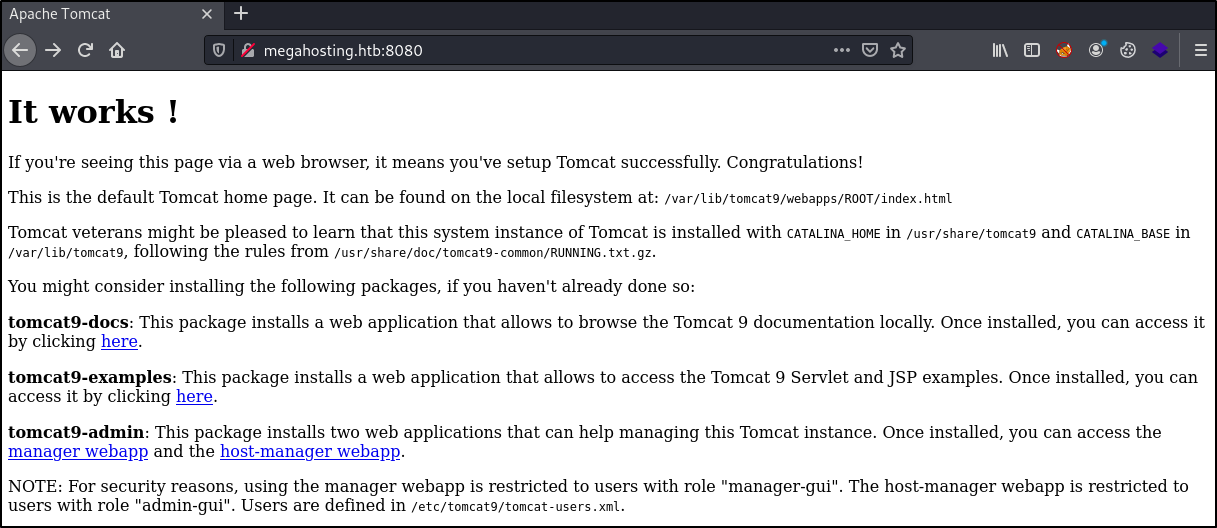 Apache Tomcat
megahosting.htb:8080
It works !
If you're seeing this page via a web browser, it means you've setup Tomcat successfully. Congratulations!
This is the default Tomcat home page. It can be found on the local filesystem at: /var/lib/tomcat9/webapps/ROOT/index.html
Tomcat veterans might be pleased to learn that this system instance of Tomcat is installed with CATALINA_HOME in /usr/share/tomcat9 and CATALINA_BASE in
/var/lib/tomcat9, following the rules from /usr/share/doc/tomcat9-common/RUNNING.txt.gz.
You might consider installing the following packages, if you haven't already done so:
tomcat9-docs: This package installs a web application that allows to browse the Tomcat 9 documentation locally. Once installed, you can access it
by clicking here.
tomcat9-examples: This package installs a web application that allows to access the Tomcat 9 Servlet and JSP examples. Once installed, you can
access it by clicking here.
tomcat9-admin: This package installs two web applications that can help managing this Tomcat instance. Once installed, you can access the
manager webapp and the host-manager webapp.
NOTE: For security reasons, using the manager webapp is restricted to users with role "manager-gui". The host-manager webapp is restricted to
users with role "admin-gui". Users are defined in /etc/tomcat9/tomcat-users.xml.